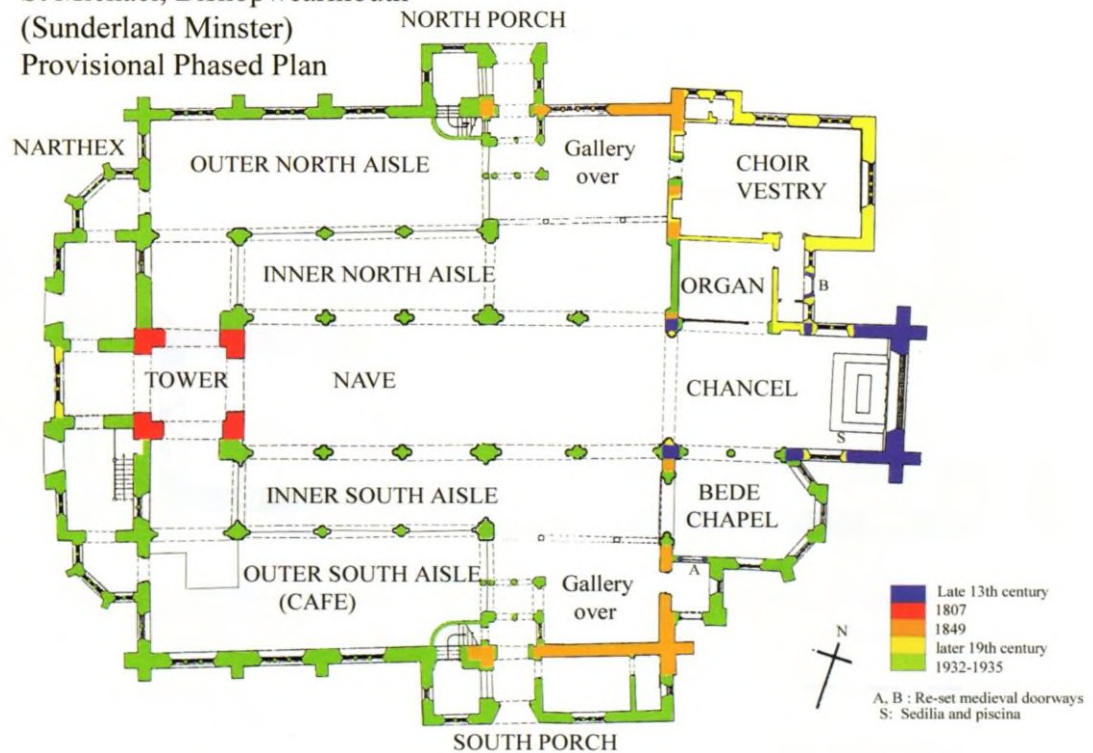 (Sunderland Minster)
Provisional Phased Plan
NORTH PORCH
NARTHEX
OUTER NORTH AISLE
Gallery
over
CHOIR
VESTRY
INNER NORTH AISLE
ORGAN
B
TOWER
NAVE
CHANCEL
S
INNER SOUTH AISLE
BEDE
CHAPEL
OUTER SOUTH AISLE
(CAFE)
Gallery
over
A
SOUTH PORCH
N
Late 13th century
1807
1849
later 19th century
1932-1935
A, B : Re-set medieval doorways
S: Sedilia and piscina